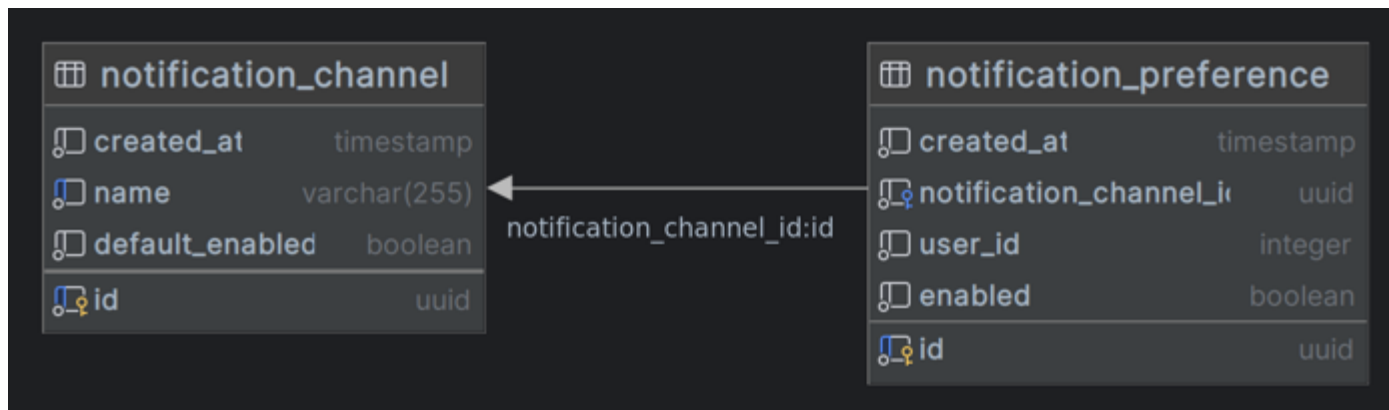 notification_channel
created_at timestamp
name varchar(255)
default_enabled boolean
id uuid
notification_channel_id:id
notification_preference
created_at timestamp
notification_channel_i uuid
user_id integer
enabled boolean
id uuid